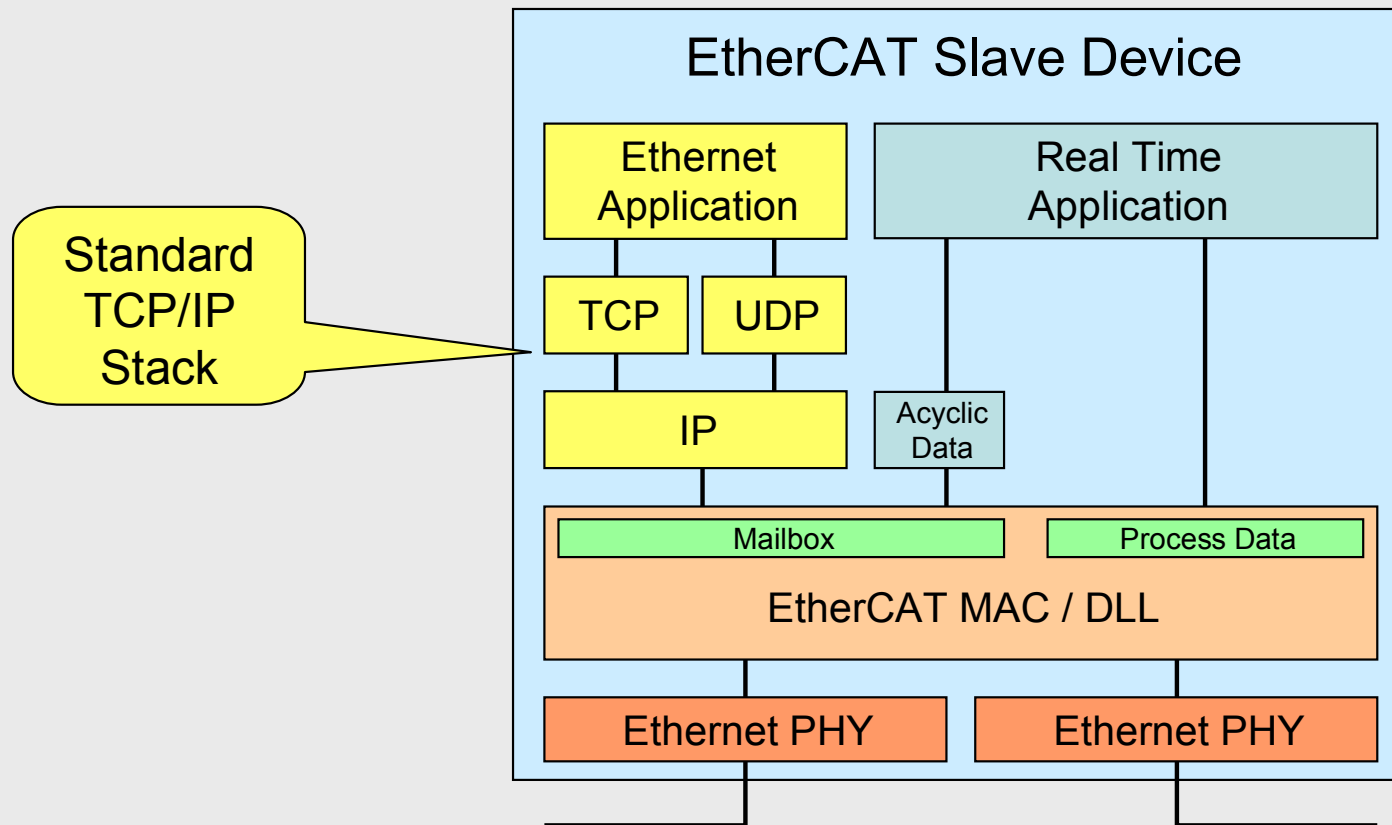 EtherCAT Slave Device
Ethernet
Application
Real Time
Application
Standard
TCP/IP
Stack
TCP
UDP
IP
Acyclic
Data
Mailbox
Process Data
EtherCAT MAC / DLL
Ethernet PHY
Ethernet PHY